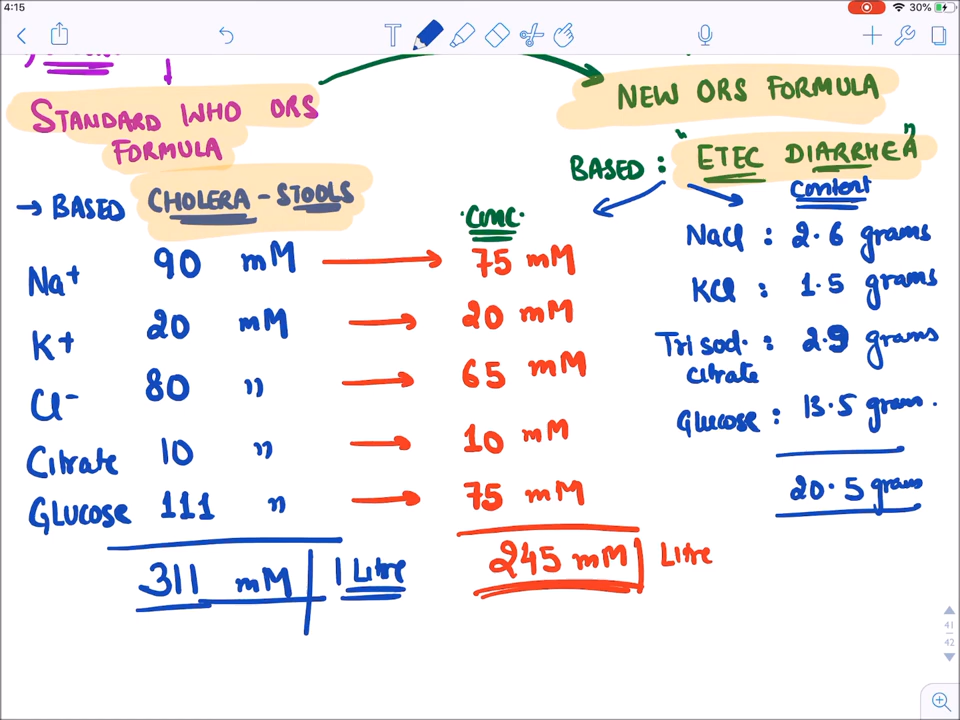 4:15
30%
T
STANDARD WHO ORS
FORMULA
→ BASED CHOLERA - STOOLS
Na+ 90 mM
K+ 20 mM
Cl- 80 "
Citrate 10 "
GLUCOSE 111 "
311 mM | 1 Litre
NEW ORS FORMULA
BASED : "ETEC DIARRHEA"
Conc.
75 mM
20 mM
65 mM
10 mM
75 mM
245 mM | Litre
Content
NaCl : 2.6 grams
KCl : 1.5 grams
Tri sod. : 2.9 grams
citrate
Glucose : 13.5 gram.
20.5 grams
41
42